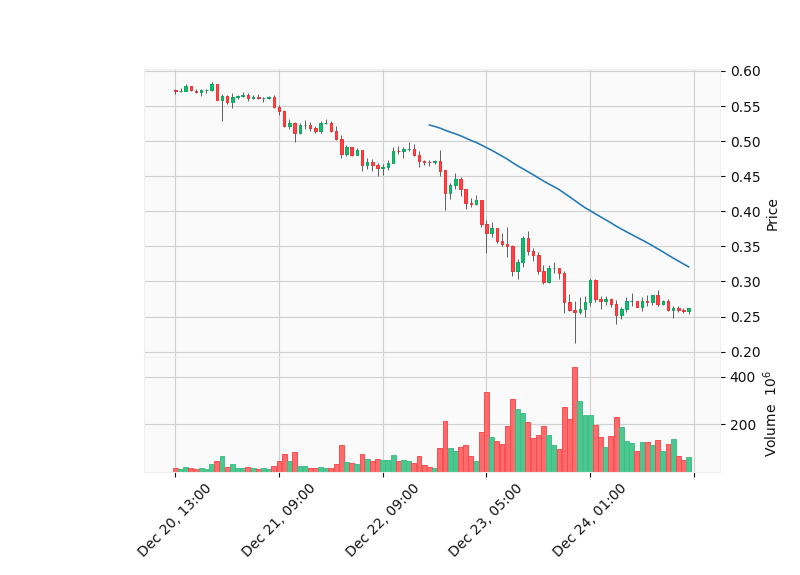 0.60
0.55
0.50
0.45
0.40
0.35
0.30
0.25
0.20
Price
400
200
Volume 10^6
Dec 20, 13:00
Dec 21, 09:00
Dec 22, 09:00
Dec 23, 05:00
Dec 24, 01:00